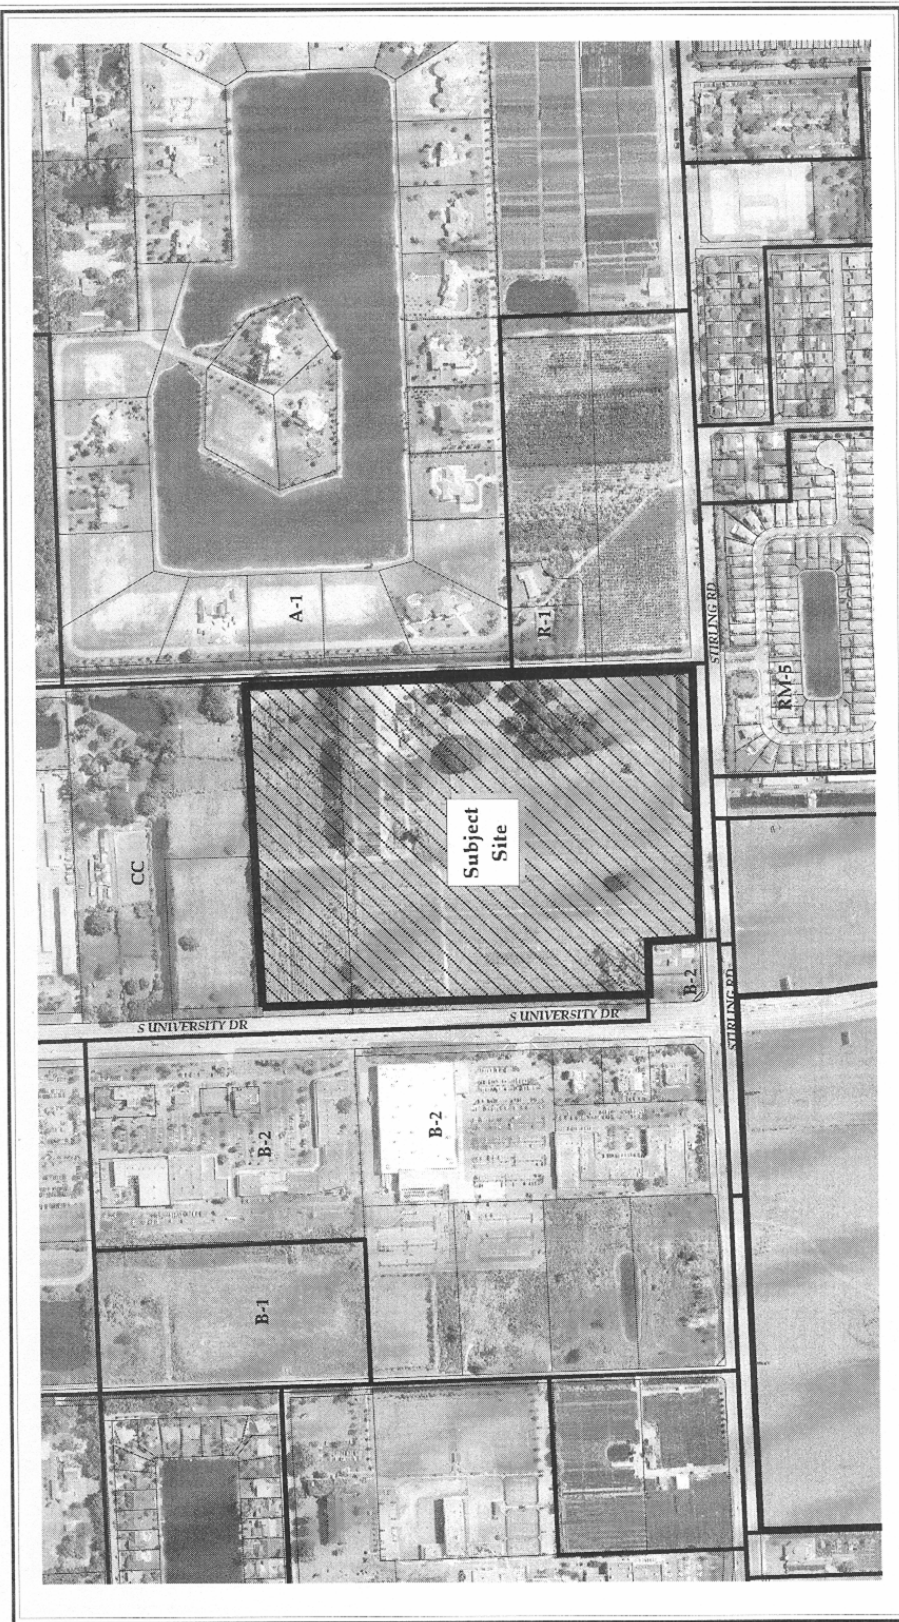 A-1
R-1
STIRLING RD
RM-5
CC
Subject
Site
B-2
STIRLING RD
S UNIVERSITY DR
S UNIVERSITY DR
B-2
B-2
B-1